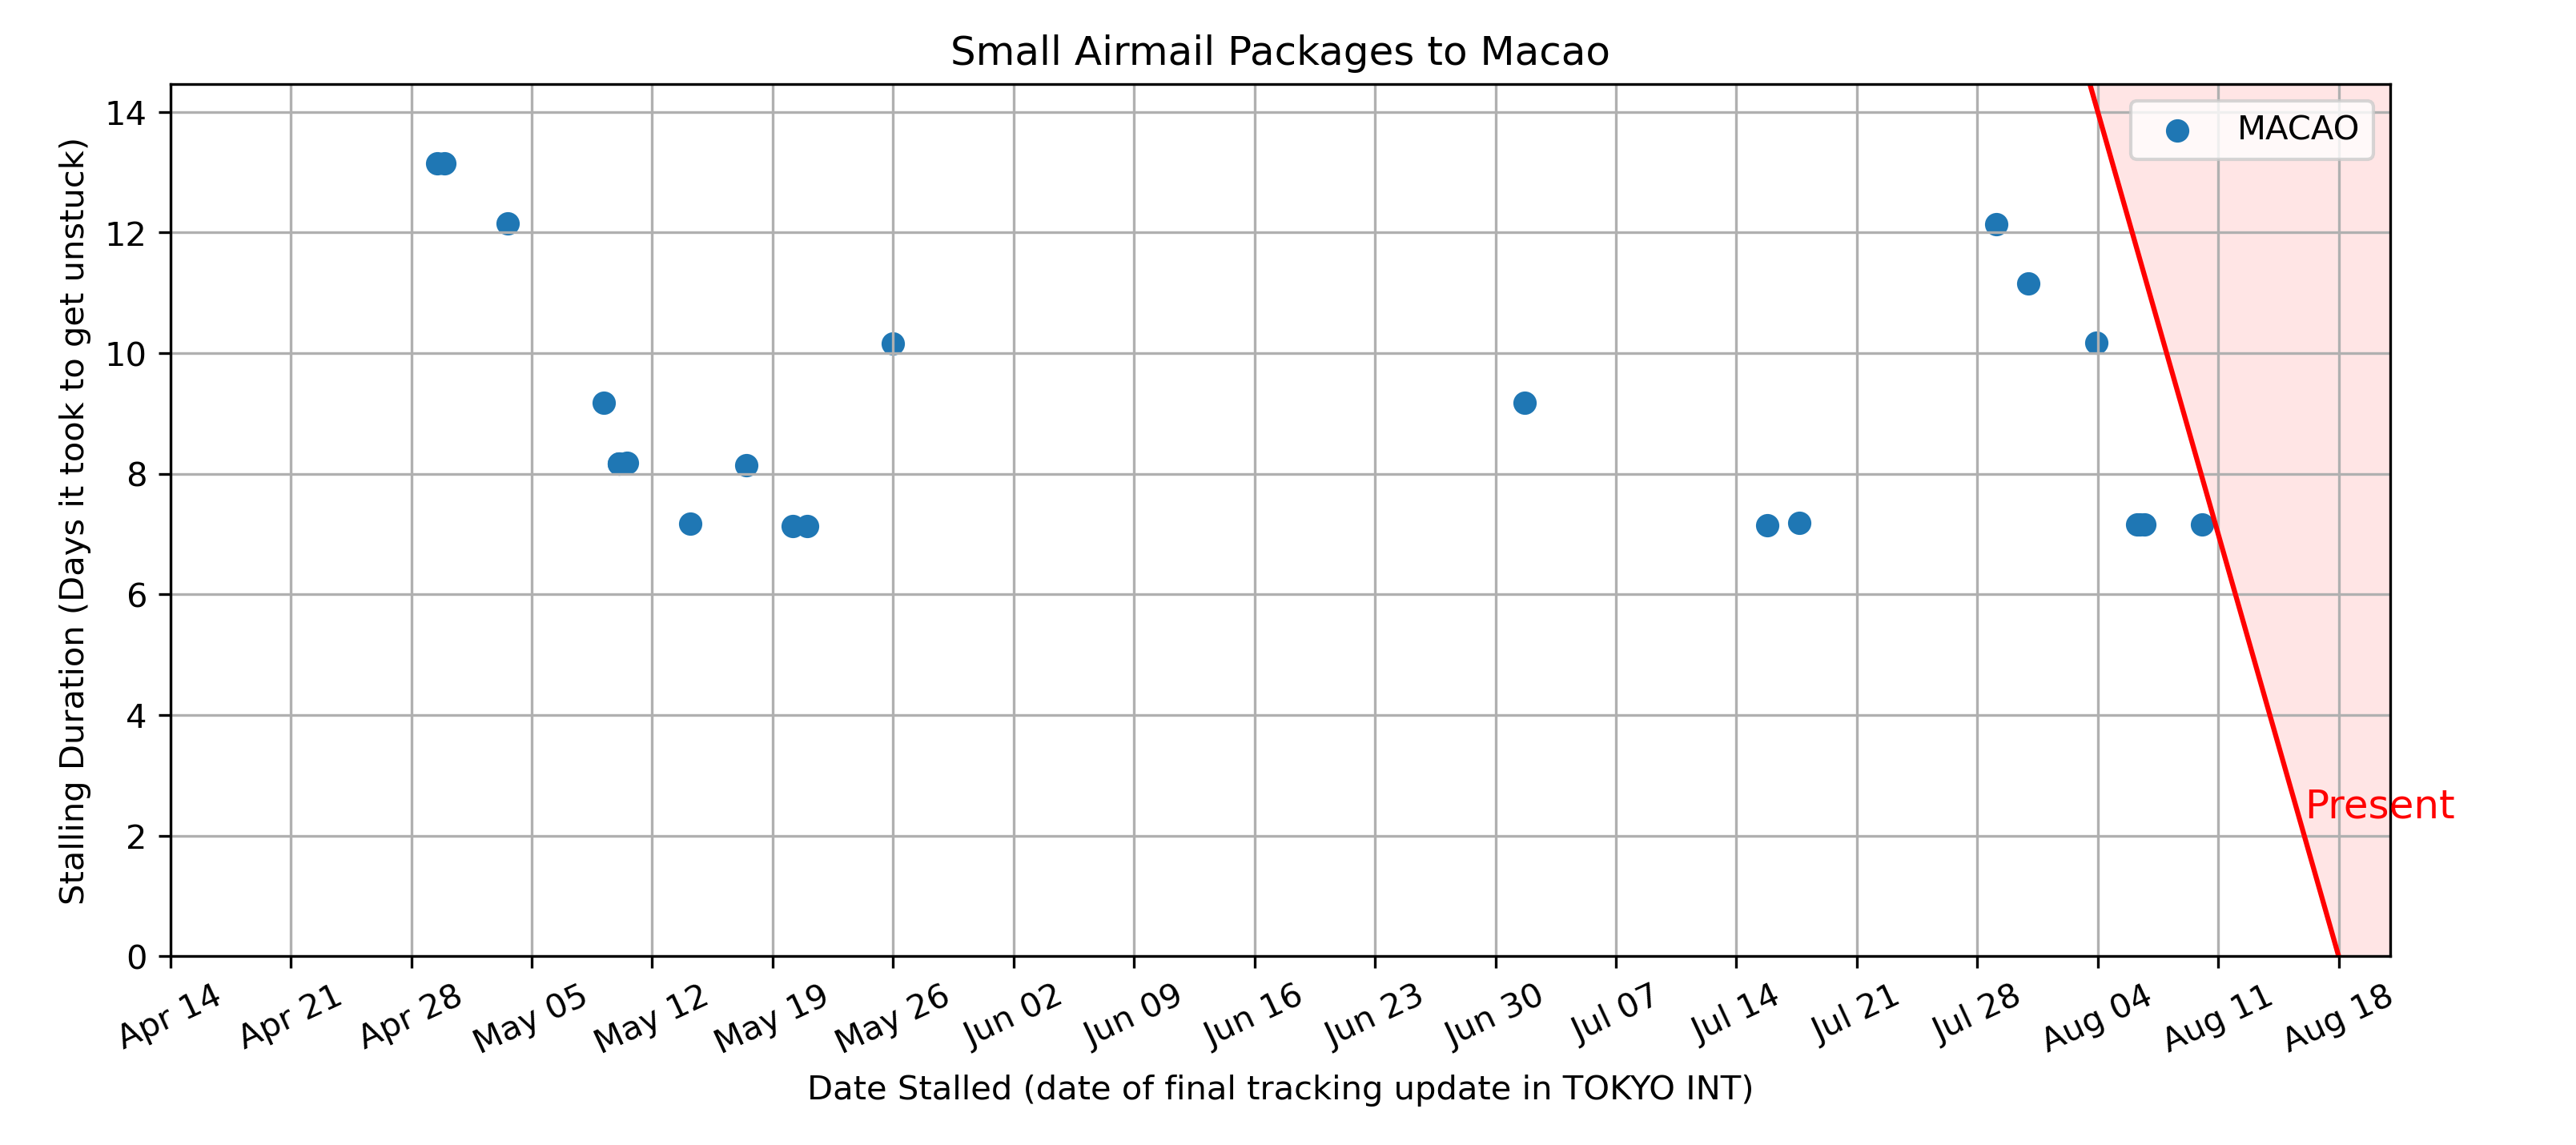 Small Airmail Packages to Macao
MACAO
Stalling Duration (Days it took to get unstuck)
14
12
10
8
6
4
2
0
Present
Apr 14
Apr 21
Apr 28
May 05
May 12
May 19
May 26
Jun 02
Jun 09
Jun 16
Jun 23
Jun 30
Jul 07
Jul 14
Jul 21
Jul 28
Aug 04
Aug 11
Aug 18
Date Stalled (date of final tracking update in TOKYO INT)